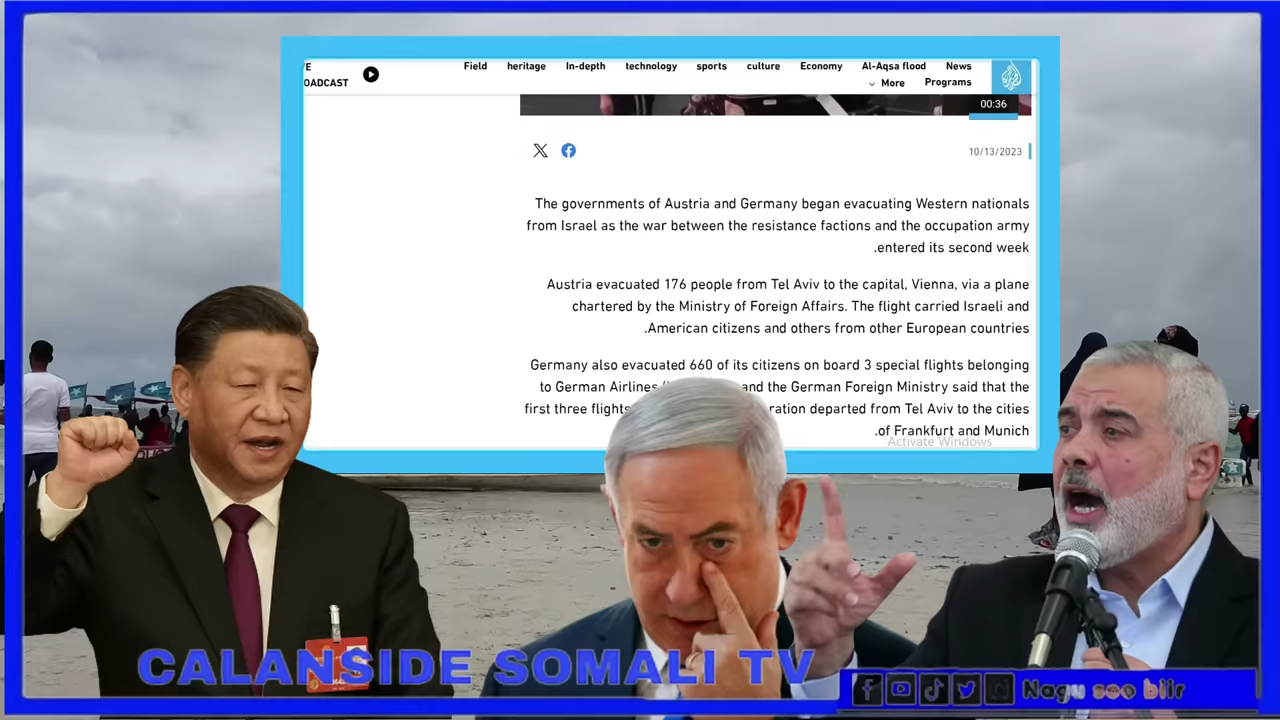 VE
OADCAST
Field heritage In-depth technology sports culture Economy Al-Aqsa flood News
More Programs
00:36
10/13/2023
The governments of Austria and Germany began evacuating Western nationals
from Israel as the war between the resistance factions and the occupation army
.entered its second week
Austria evacuated 176 people from Tel Aviv to the capital, Vienna, via a plane
chartered by the Ministry of Foreign Affairs. The flight carried Israeli and
.American citizens and others from other European countries
Germany also evacuated 660 of its citizens on board 3 special flights belonging
to German Airlines and the German Foreign Ministry said that the
first three flights ration departed from Tel Aviv to the cities
.of Frankfurt and Munich
Activate Windows
CALANSIDE SOMALI TV
Nagu soo biir